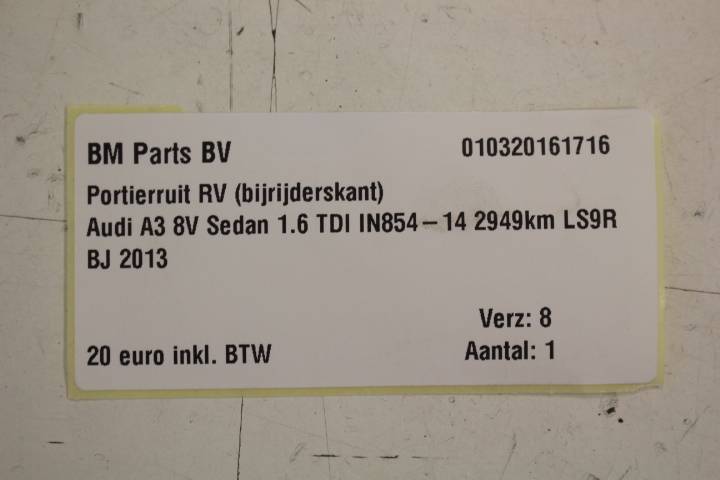 BM Parts BV 010320161716
Portierruit RV (bijrijderskant)
Audi A3 8V Sedan 1.6 TDI IN854-14 2949km LS9R
BJ 2013
Verz: 8
20 euro inkl. BTW Aantal: 1